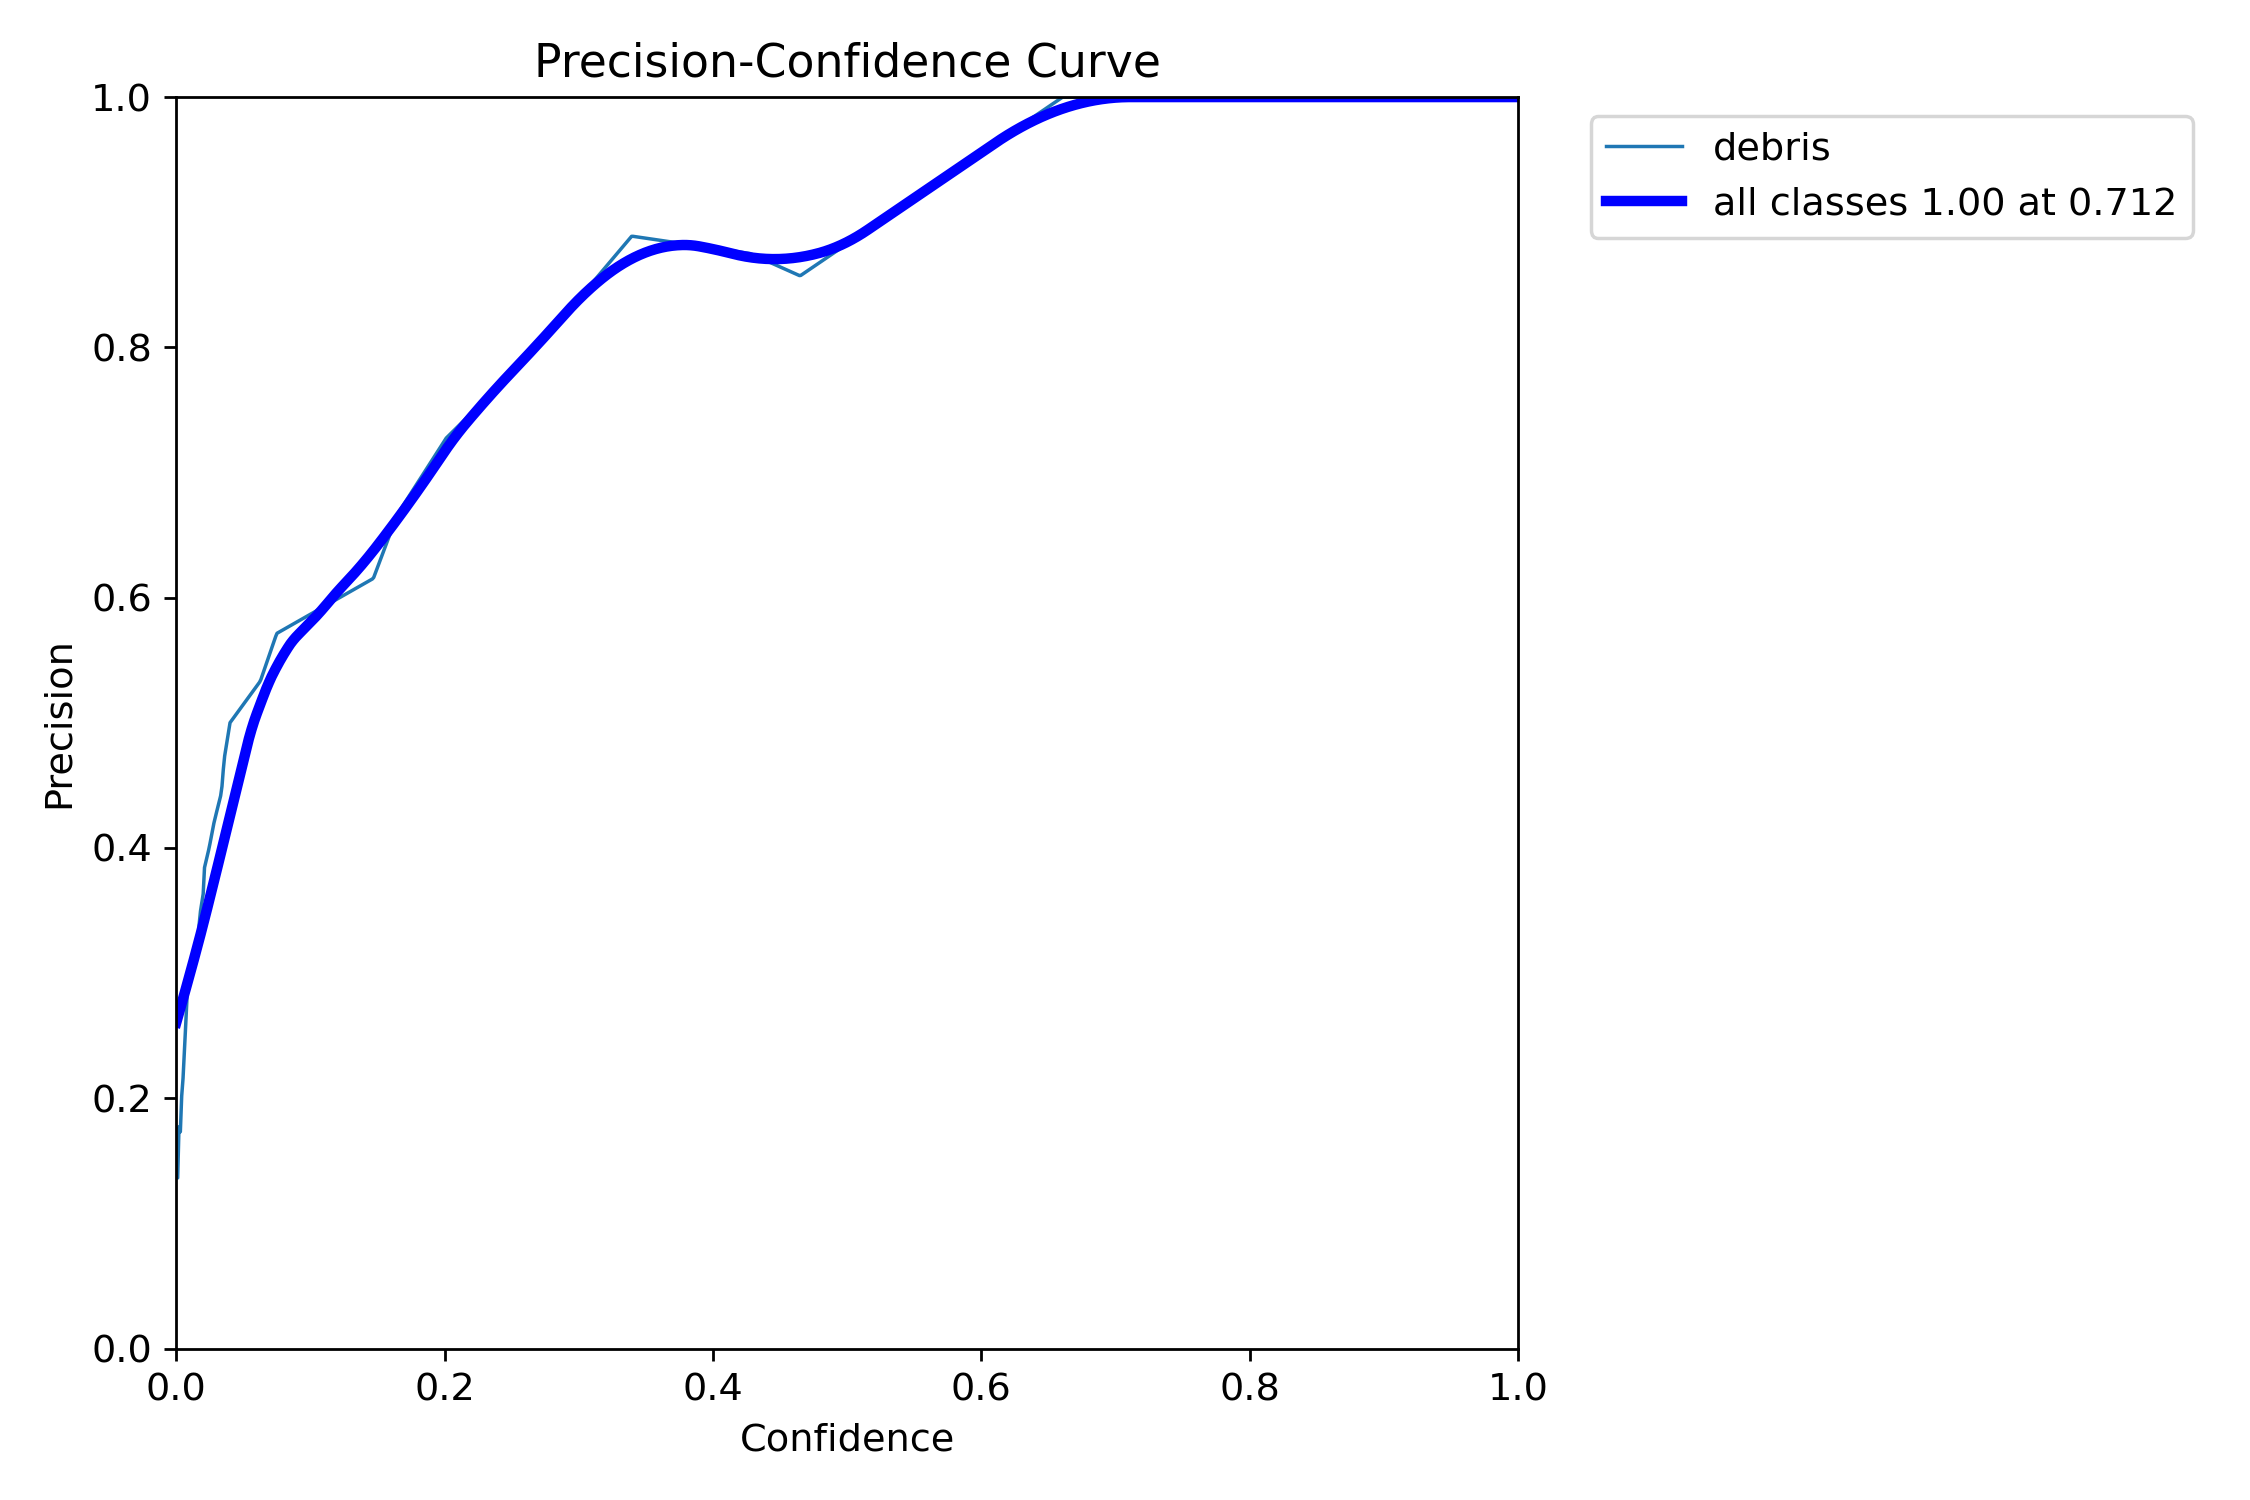 Precision-Confidence Curve
1.0
0.8
0.6
0.4
0.2
0.0
Precision
0.0 0.2 0.4 0.6 0.8 1.0
Confidence
debris
all classes 1.00 at 0.712